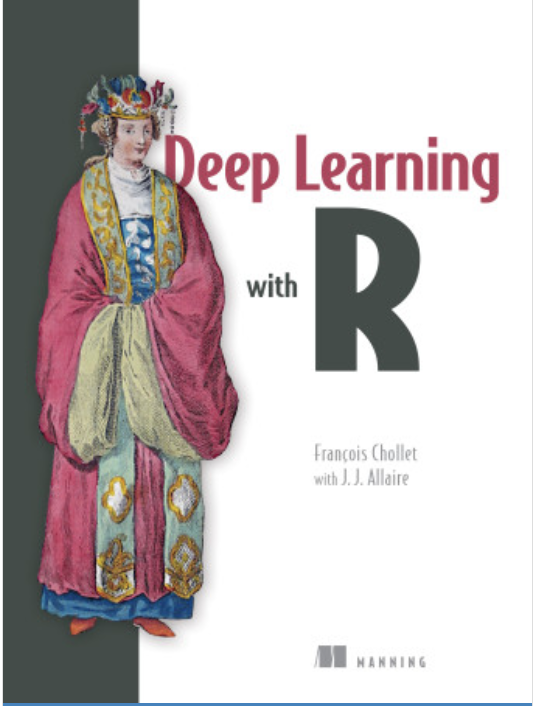 Deep Learning
with R
François Chollet
with J. J. Allaire
MANNING